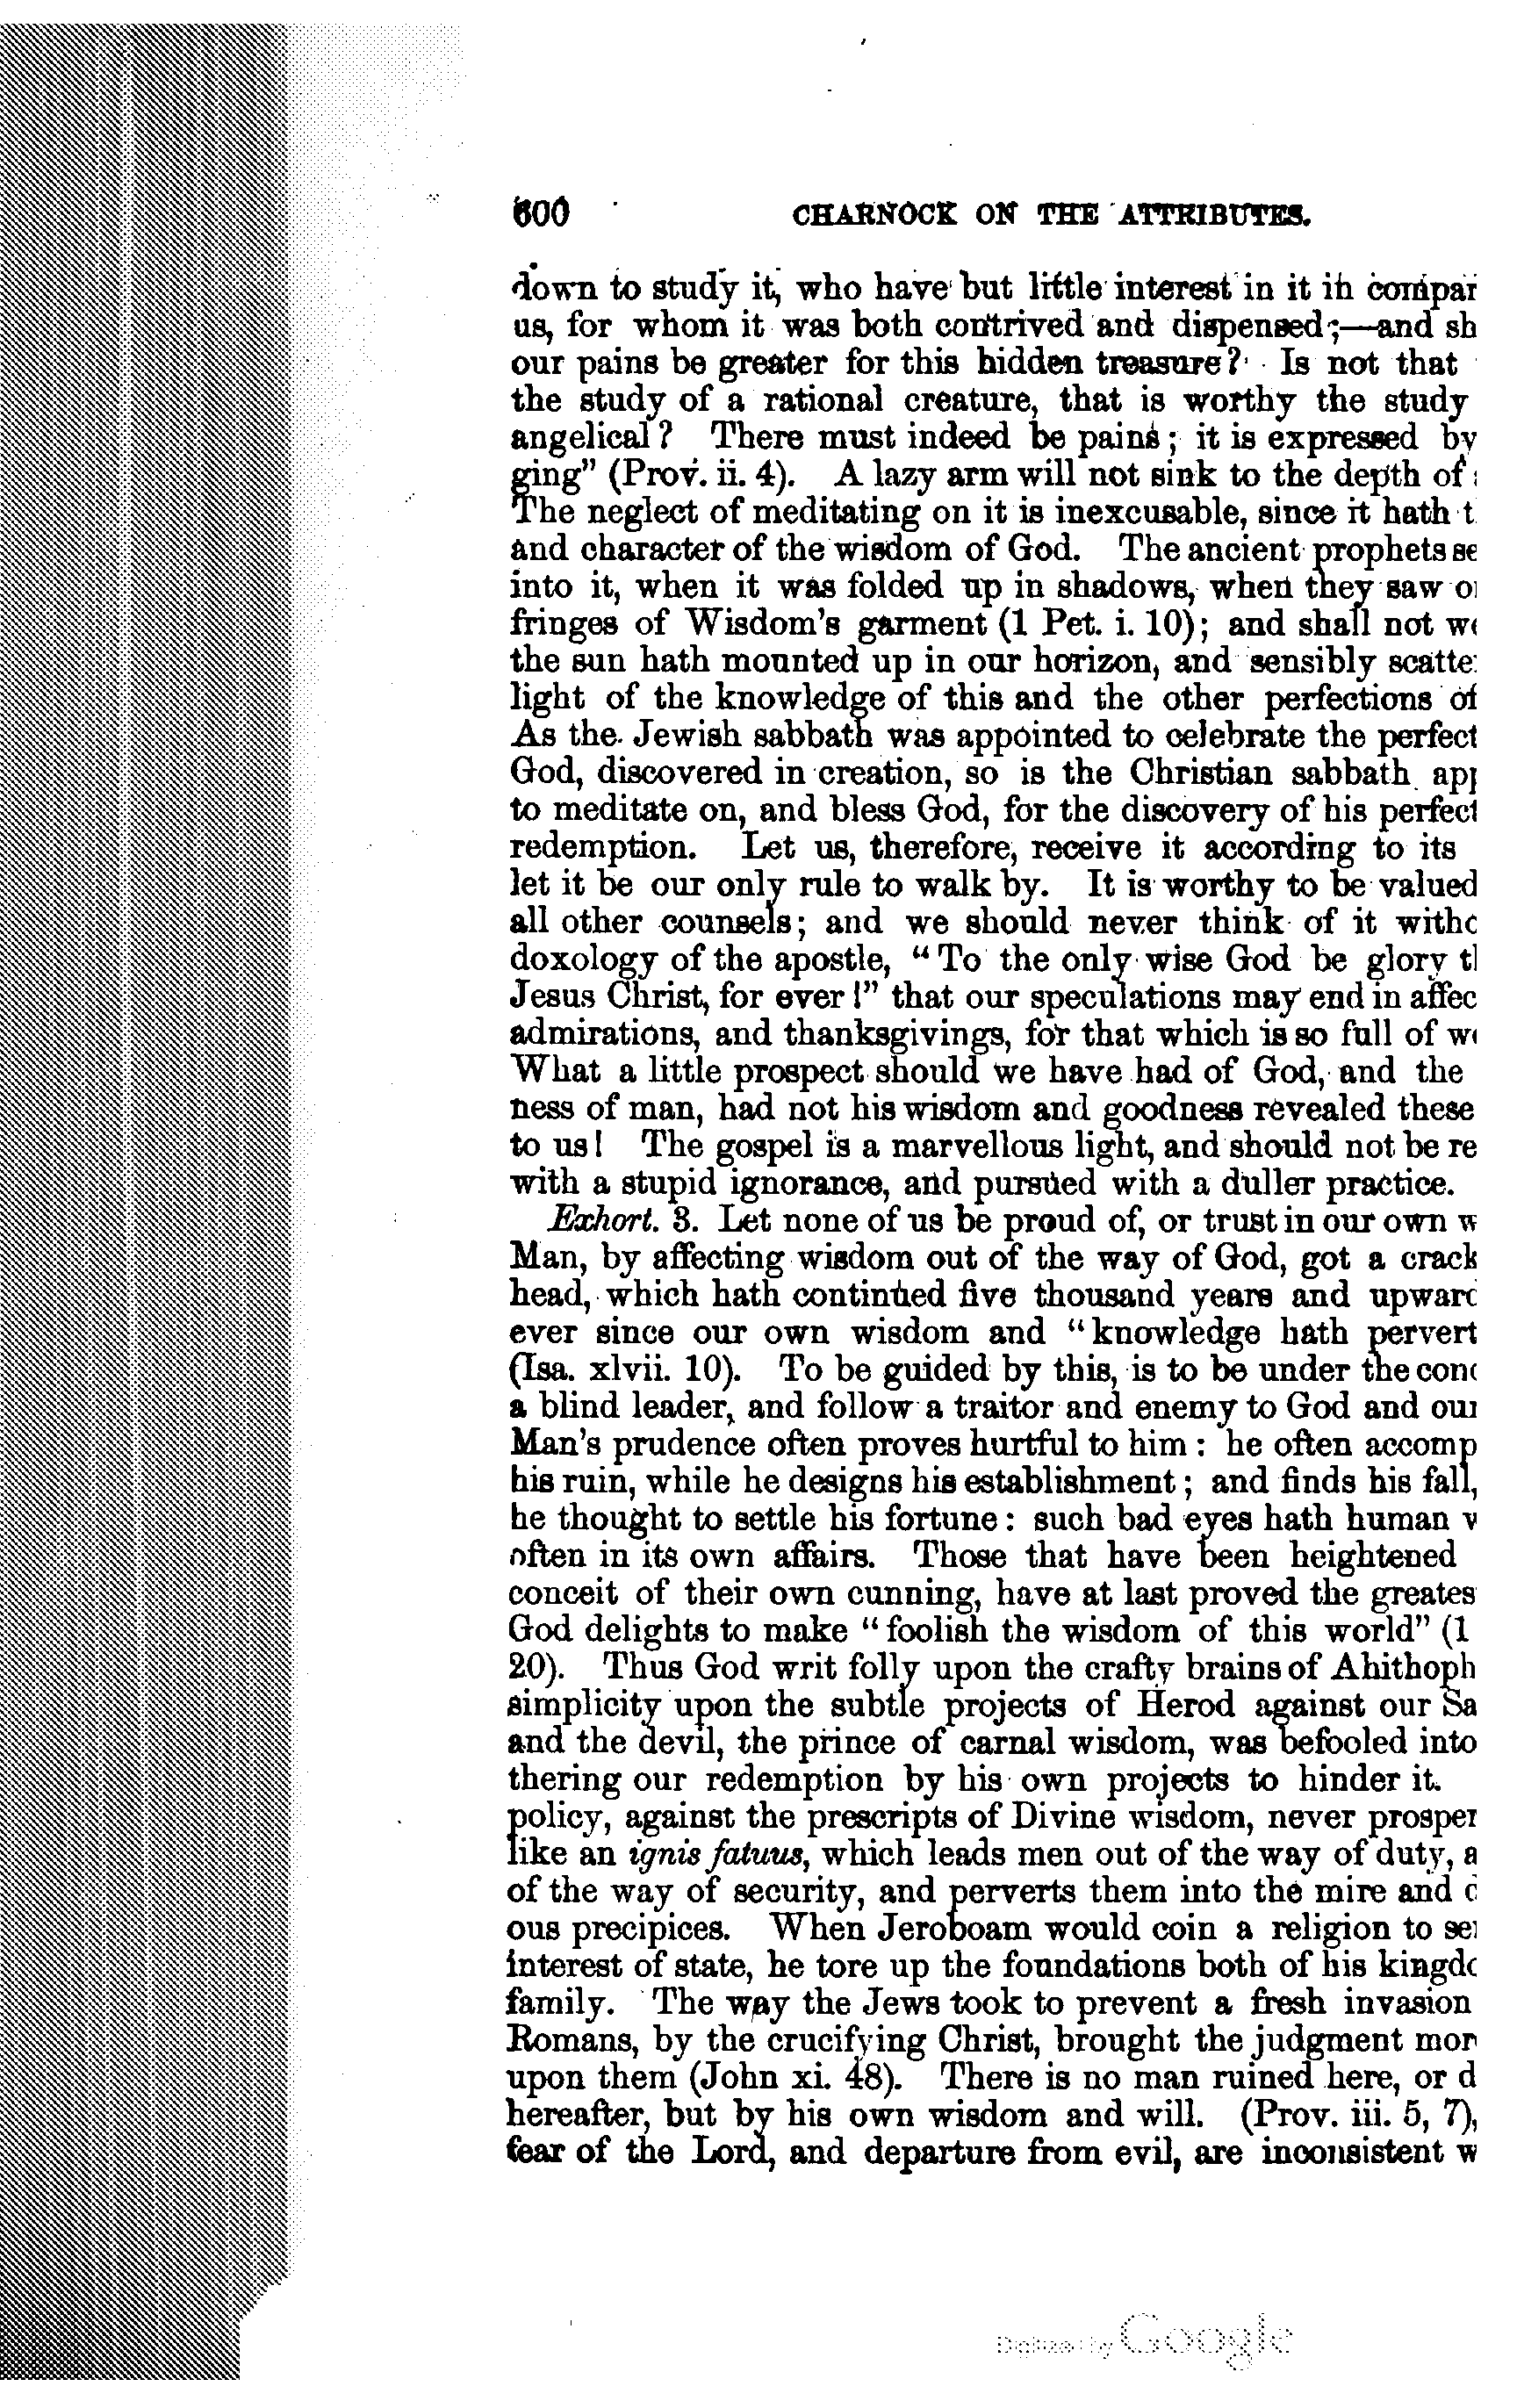 600 CHARNOCK ON THE ATTRIBUTES.
down to study it, who have but little interest in it in compar
us, for whom it was both contrived and dispensed;—and sh
our pains be greater for this hidden treasure? Is not that
the study of a rational creature, that is worthy the study
angelical? There must indeed be pains; it is expressed by
ging” (Prov. ii. 4). A lazy arm will not sink to the depth of
The neglect of meditating on it is inexcusable, since it hath t
and character of the wisdom of God. The ancient prophets se
into it, when it was folded up in shadows, when they saw o
fringes of Wisdom's garment (1 Pet. i. 10); and shall not we
the sun hath mounted up in our horizon, and sensibly scatte
light of the knowledge of this and the other perfections of
As the Jewish sabbath was appointed to celebrate the perfect
God, discovered in creation, so is the Christian sabbath app
to meditate on, and bless God, for the discovery of his perfect
redemption. Let us, therefore, receive it according to its
let it be our only rule to walk by. It is worthy to be valued
all other counsels; and we should never think of it witho
doxology of the apostle, “To the only wise God be glory t
Jesus Christ, for ever!” that our speculations may end in affec
admirations, and thanksgivings, for that which is so full of w
What a little prospect should we have had of God, and the
ness of man, had not his wisdom and goodness revealed these
to us! The gospel is a marvellous light, and should not be re
with a stupid ignorance, and pursued with a duller practice.
Exhort. 3. Let none of us be proud of, or trust in our own w
Man, by affecting wisdom out of the way of God, got a crack
head, which hath continued five thousand years and upward
ever since our own wisdom and “knowledge hath pervert
(Isa. xlvii. 10). To be guided by this, is to be under the con
a blind leader, and follow a traitor and enemy to God and our
Man's prudence often proves hurtful to him: he often accomp
his ruin, while he designs his establishment; and finds his fall,
he thought to settle his fortune: such bad eyes hath human w
often in its own affairs. Those that have been heightened
conceit of their own cunning, have at last proved the greates
God delights to make “foolish the wisdom of this world” (1
20). Thus God writ folly upon the crafty brains of Ahithoph
simplicity upon the subtle projects of Herod against our Sa
and the devil, the prince of carnal wisdom, was befooled into
thering our redemption by his own projects to hinder it.
policy, against the prescripts of Divine wisdom, never prosper
like an ignis fatuus, which leads men out of the way of duty, a
of the way of security, and perverts them into the mire and d
ous precipices. When Jeroboam would coin a religion to ser
interest of state, he tore up the foundations both of his kingdo
family. The way the Jews took to prevent a fresh invasion
Romans, by the crucifying Christ, brought the judgment mor
upon them (John xi. 48). There is no man ruined here, or d
hereafter, but by his own wisdom and will. (Prov. iii. 5, 7),
fear of the Lord, and departure from evil, are inconsistent w
Digitized by Google